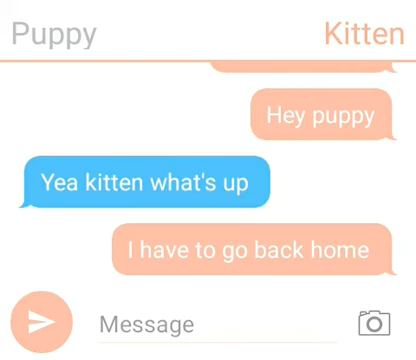 Puppy
Kitten
Hey puppy
Yea kitten what's up
I have to go back home
Message